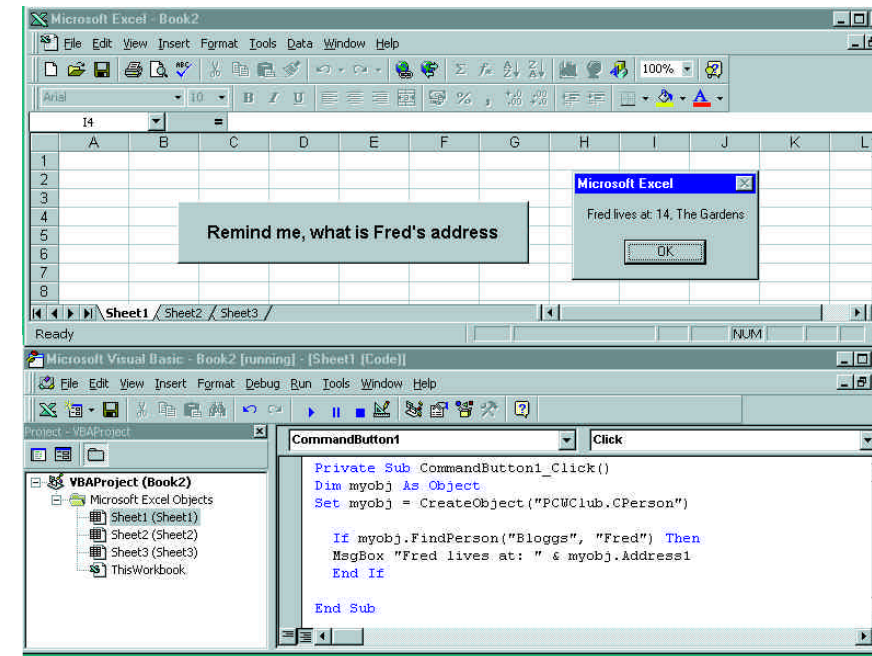 Microsoft Excel - Book2
File Edit View Insert Format Tools Data Window Help
100%
Arial 10 B I U
I4 =
A B C D E F G H I J K L
1
2
3
4
5
6
7
8
Remind me, what is Fred's address
Microsoft Excel
Fred lives at: 14, The Gardens
OK
Sheet1 Sheet2 Sheet3
Ready NUM
Microsoft Visual Basic - Book2 [running] - [Sheet1 [Code]]
File Edit View Insert Format Debug Run Tools Window Help
Project - VBAProject
VBAProject (Book2)
Microsoft Excel Objects
Sheet1 (Sheet1)
Sheet2 (Sheet2)
Sheet3 (Sheet3)
ThisWorkbook
CommandButton1 Click
Private Sub CommandButton1_Click()
Dim myobj As Object
Set myobj = CreateObject("PCWClub.CPerson")
If myobj.FindPerson("Bloggs", "Fred") Then
MsgBox "Fred lives at: " & myobj.Address1
End If
End Sub